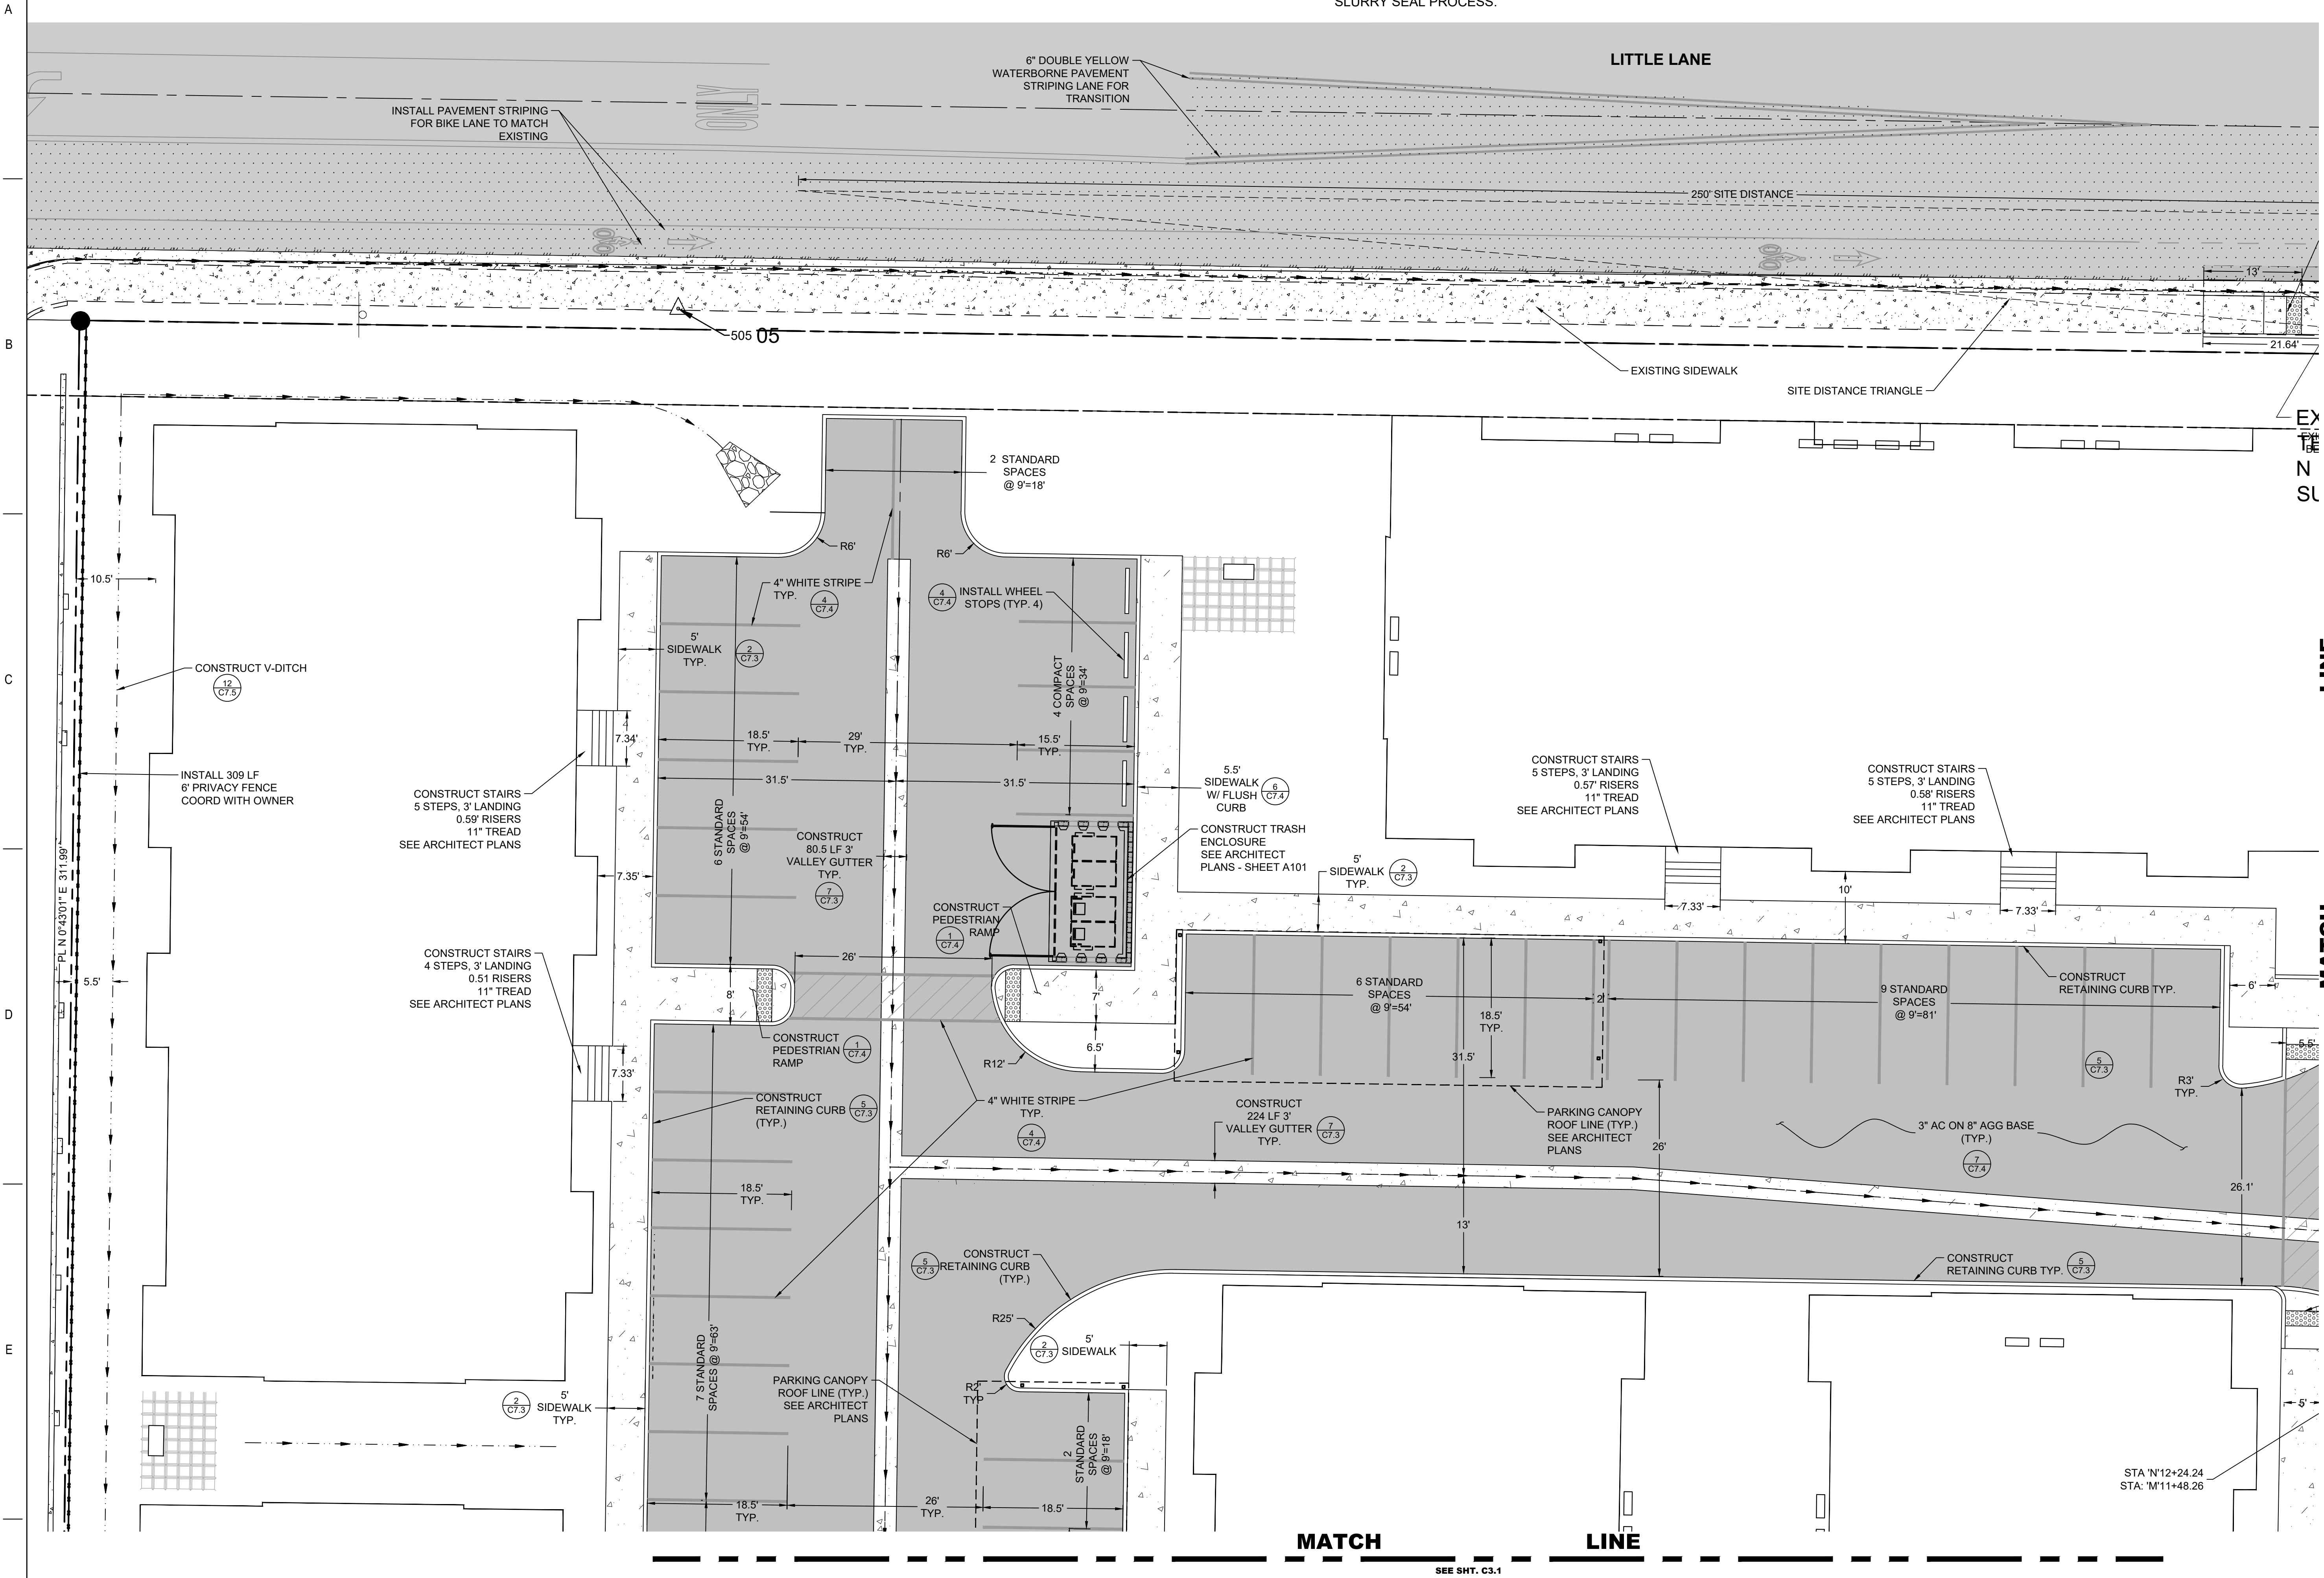 A
SLURRY SEAL PROCESS.
LITTLE LANE
6" DOUBLE YELLOW
WATERBORNE PAVEMENT
STRIPING LANE FOR
TRANSITION
ONLY
INSTALL PAVEMENT STRIPING
FOR BIKE LANE TO MATCH
EXISTING
250' SITE DISTANCE
13'
21.64'
B
505 05
EXISTING SIDEWALK
SITE DISTANCE TRIANGLE
EX
N
SU
2 STANDARD
SPACES
@ 9'=18'
R6'
R6'
10.5'
4" WHITE STRIPE
TYP.
4
C7.4
4
C7.4
INSTALL WHEEL
STOPS (TYP. 4)
5'
SIDEWALK
TYP.
2
C7.3
C
CONSTRUCT V-DITCH
12
C7.5
4 COMPACT
SPACES
@ 9'=34'
7.34'
18.5'
TYP.
29'
TYP.
15.5'
TYP.
31.5'
31.5'
INSTALL 309 LF
6' PRIVACY FENCE
COORD WITH OWNER
CONSTRUCT STAIRS
5 STEPS, 3' LANDING
0.59' RISERS
11" TREAD
SEE ARCHITECT PLANS
5.5'
SIDEWALK
W/ FLUSH
CURB
6
C7.4
CONSTRUCT STAIRS
5 STEPS, 3' LANDING
0.57' RISERS
11" TREAD
SEE ARCHITECT PLANS
CONSTRUCT STAIRS
5 STEPS, 3' LANDING
0.58' RISERS
11" TREAD
SEE ARCHITECT PLANS
LINE
6 STANDARD
SPACES
@ 9'=54'
CONSTRUCT
80.5 LF 3'
VALLEY GUTTER
TYP.
7
C7.3
CONSTRUCT TRASH
ENCLOSURE
SEE ARCHITECT
PLANS - SHEET A101
5'
SIDEWALK
TYP.
2
C7.3
PL N 0°43'01" E 311.99'
7.35'
10'
7.33'
7.33'
CONSTRUCT
PEDESTRIAN
RAMP
1
C7.4
MATCH
CONSTRUCT STAIRS
4 STEPS, 3' LANDING
0.51 RISERS
11" TREAD
SEE ARCHITECT PLANS
26'
5.5'
8'
7'
6 STANDARD
SPACES
@ 9'=54'
2'
9 STANDARD
SPACES
@ 9'=81'
CONSTRUCT
RETAINING CURB TYP.
6'
D
18.5'
TYP.
31.5'
CONSTRUCT
PEDESTRIAN
RAMP
1
C7.4
6.5'
5.5'
R12'
7.33'
5
C7.3
R3'
TYP.
CONSTRUCT
RETAINING CURB
(TYP.)
5
C7.3
4" WHITE STRIPE
TYP.
4
C7.4
CONSTRUCT
224 LF 3'
VALLEY GUTTER
TYP.
7
C7.3
PARKING CANOPY
ROOF LINE (TYP.)
SEE ARCHITECT
PLANS
26'
3" AC ON 8" AGG BASE
(TYP.)
7
C7.4
18.5'
TYP.
26.1'
13'
5
C7.3
CONSTRUCT
RETAINING CURB
(TYP.)
CONSTRUCT
RETAINING CURB TYP.
5
C7.3
R25'
E
7 STANDARD
SPACES @ 9'=63'
2
C7.3
5'
SIDEWALK
PARKING CANOPY
ROOF LINE (TYP.)
SEE ARCHITECT
PLANS
R2'
TYP
2
C7.3
5'
SIDEWALK
TYP.
5'
2
STANDARD
SPACES
@ 9'=18'
STA 'N'12+24.24
STA: 'M'11+48.26
18.5'
TYP.
26'
TYP.
18.5'
MATCH LINE
SEE SHT. C3.1